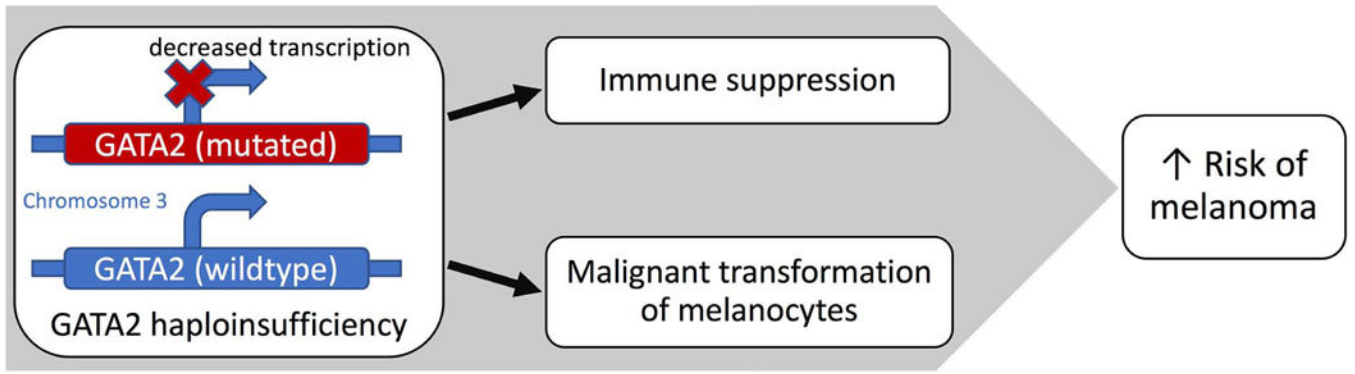 decreased transcription
GATA2 (mutated)
Chromosome 3
GATA2 (wildtype)
GATA2 haploinsufficiency
Immune suppression
Malignant transformation
of melanocytes
↑ Risk of
melanoma